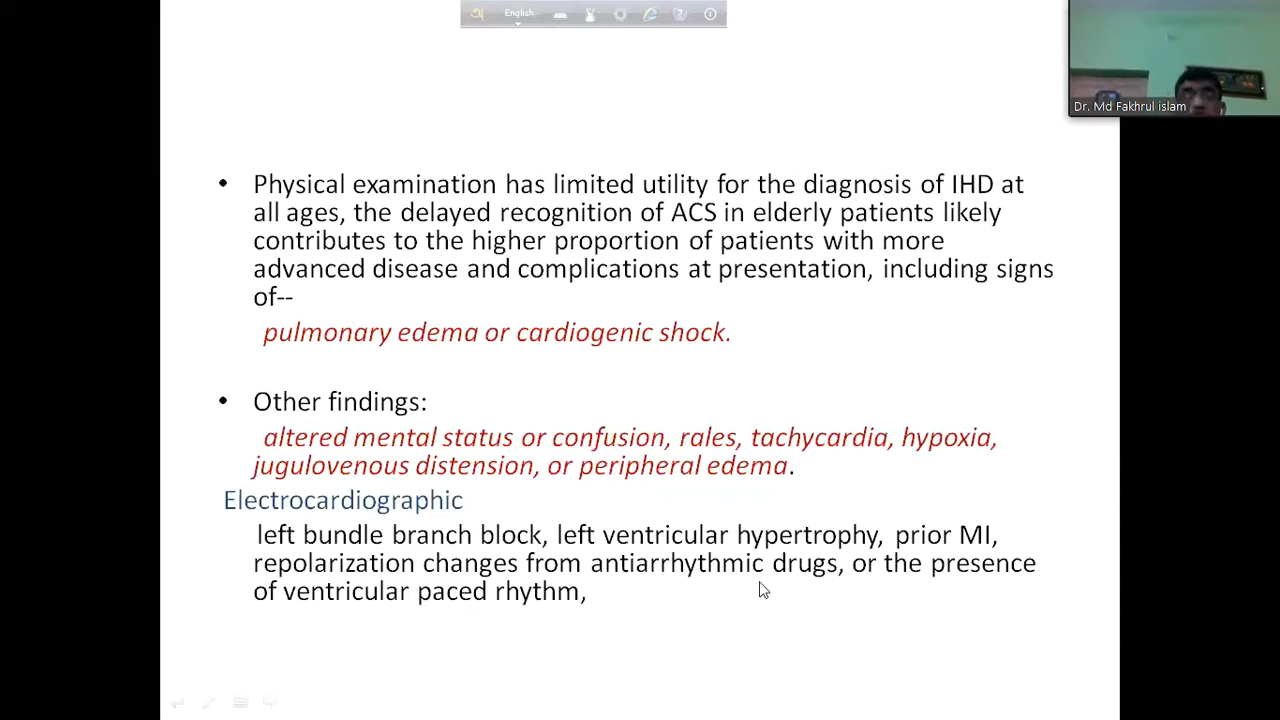 অ English
Dr. Md Fakhrul islam
• Physical examination has limited utility for the diagnosis of IHD at
all ages, the delayed recognition of ACS in elderly patients likely
contributes to the higher proportion of patients with more
advanced disease and complications at presentation, including signs
of--
pulmonary edema or cardiogenic shock.
• Other findings:
altered mental status or confusion, rales, tachycardia, hypoxia,
jugulovenous distension, or peripheral edema.
Electrocardiographic
left bundle branch block, left ventricular hypertrophy, prior MI,
repolarization changes from antiarrhythmic drugs, or the presence
of ventricular paced rhythm,